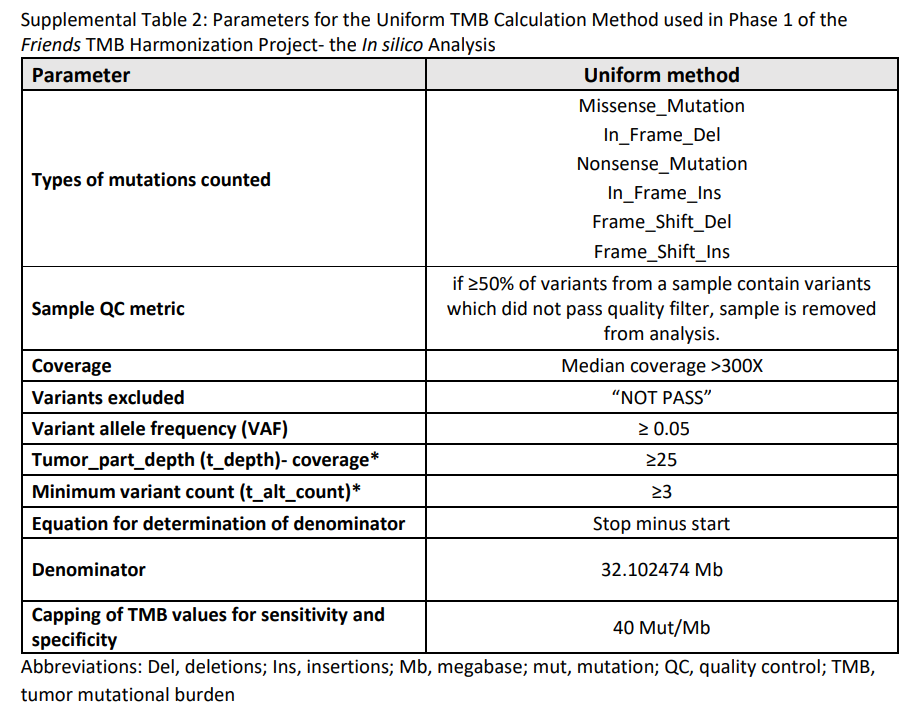 Supplemental Table 2: Parameters for the Uniform TMB Calculation Method used in Phase 1 of the
Friends TMB Harmonization Project- the In silico Analysis
Parameter Uniform method
Types of mutations counted
Missense_Mutation
In_Frame_Del
Nonsense_Mutation
In_Frame_Ins
Frame_Shift_Del
Frame_Shift_Ins
Sample QC metric
if ≥50% of variants from a sample contain variants
which did not pass quality filter, sample is removed
from analysis.
Coverage Median coverage >300X
Variants excluded “NOT PASS”
Variant allele frequency (VAF) ≥ 0.05
Tumor_part_depth (t_depth)- coverage* ≥25
Minimum variant count (t_alt_count)* ≥3
Equation for determination of denominator Stop minus start
Denominator 32.102474 Mb
Capping of TMB values for sensitivity and
specificity
40 Mut/Mb
Abbreviations: Del, deletions; Ins, insertions; Mb, megabase; mut, mutation; QC, quality control; TMB,
tumor mutational burden